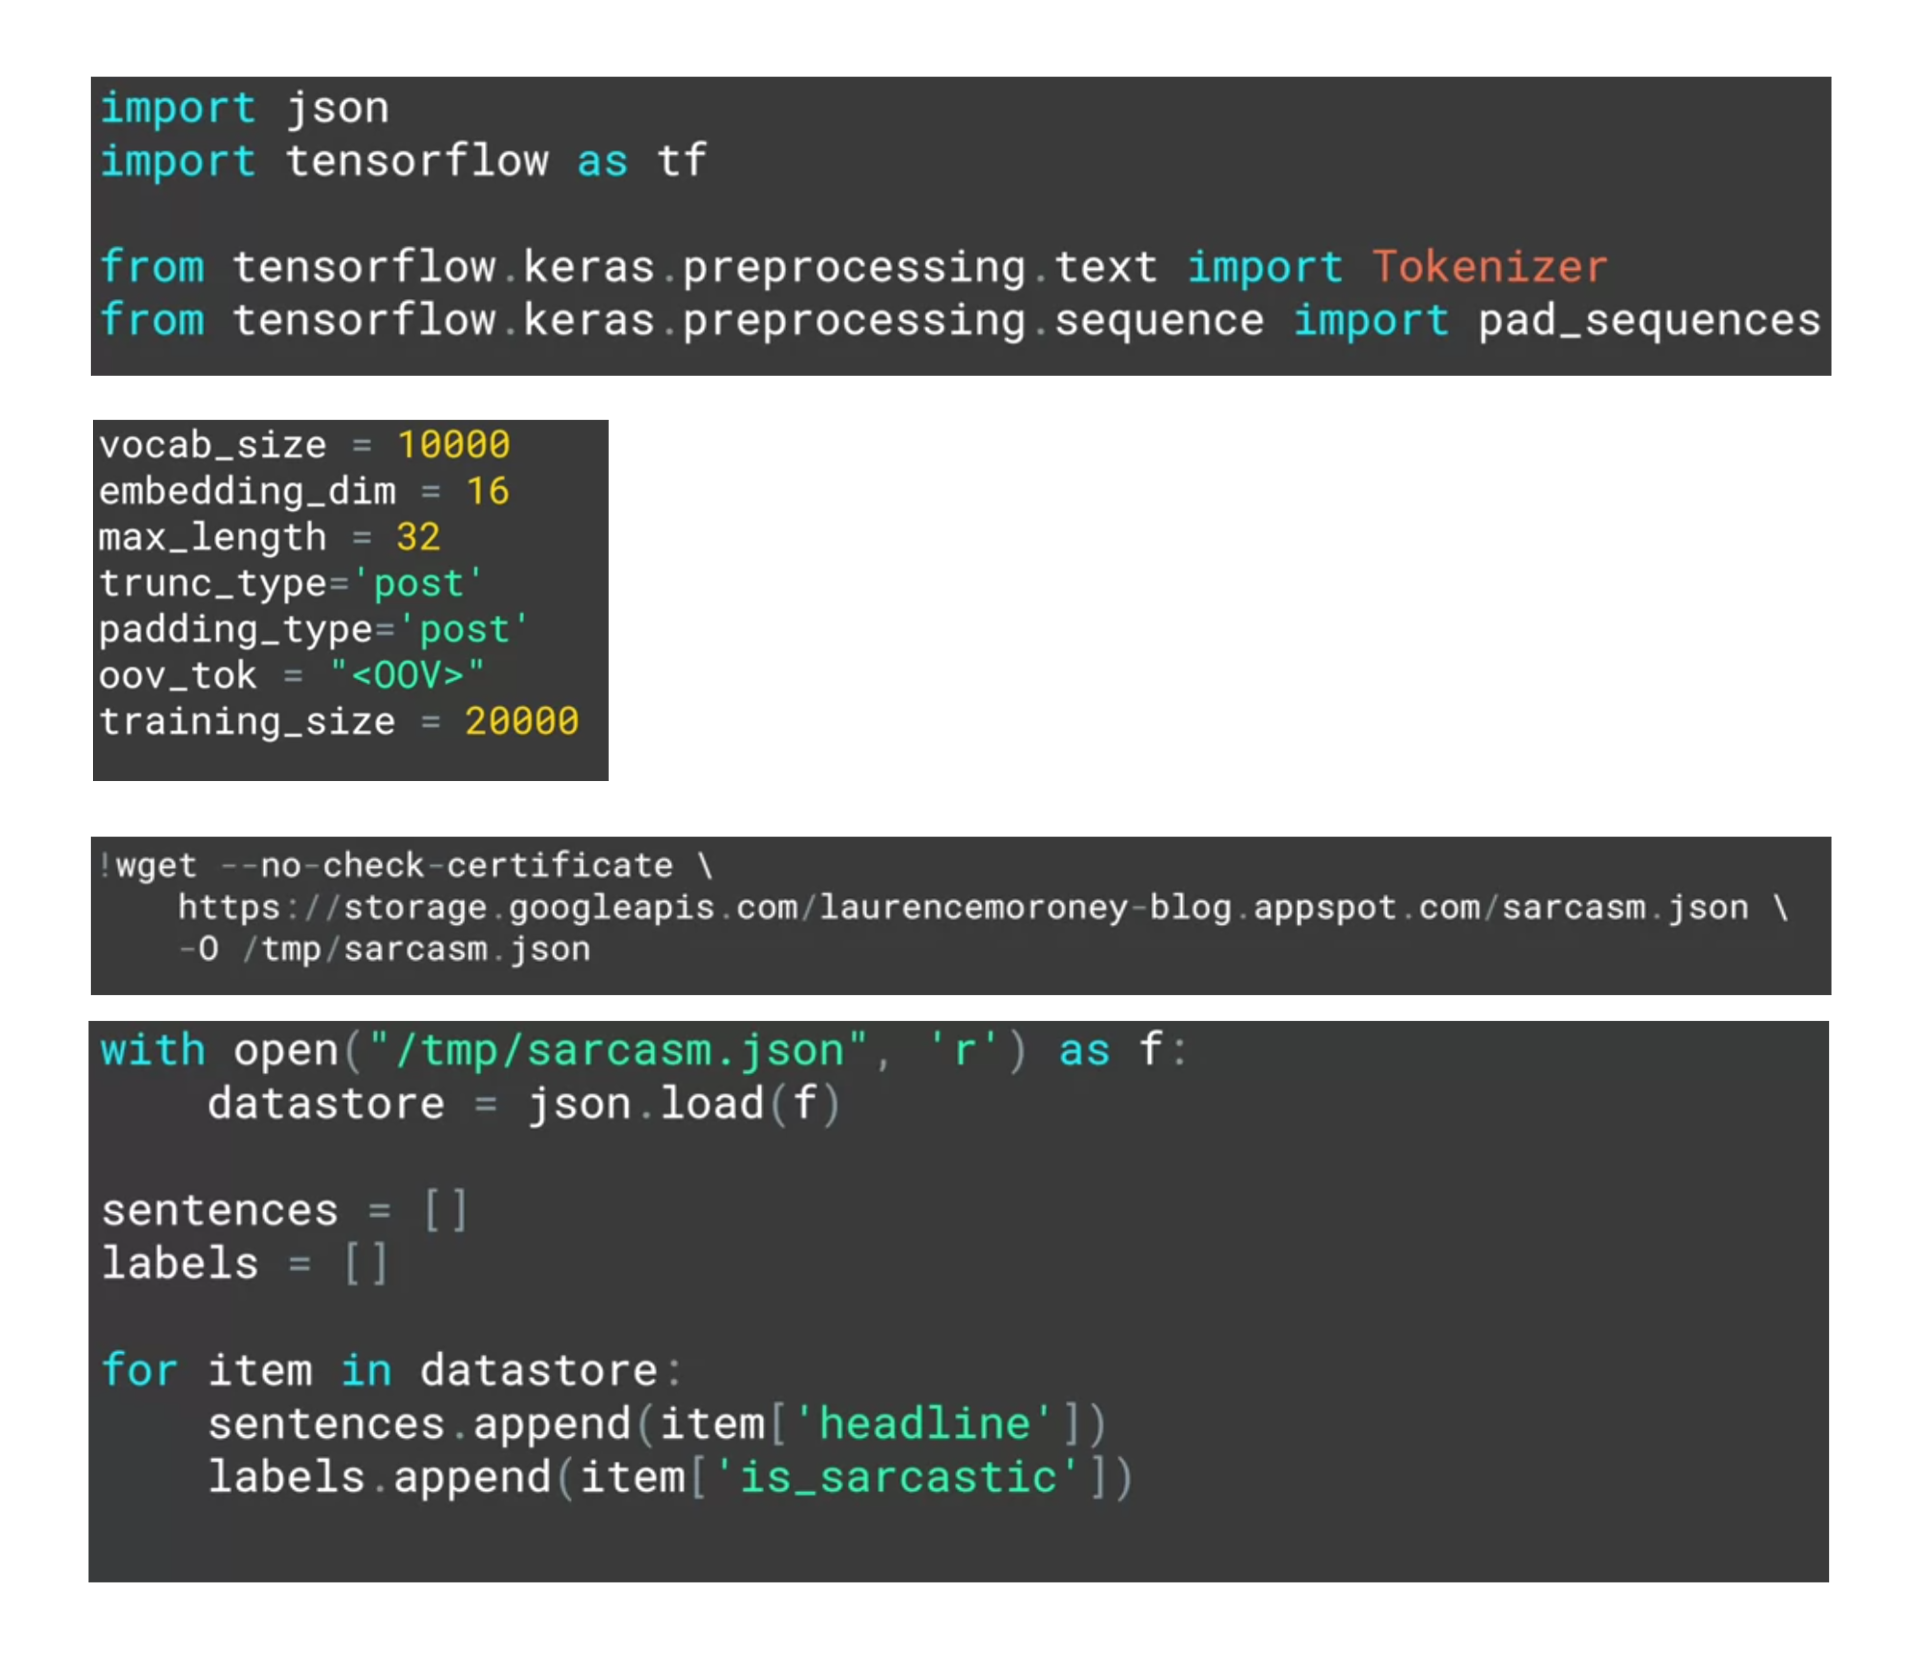 import json
import tensorflow as tf
from tensorflow.keras.preprocessing.text import Tokenizer
from tensorflow.keras.preprocessing.sequence import pad_sequences
vocab_size = 10000
embedding_dim = 16
max_length = 32
trunc_type='post'
padding_type='post'
oov_tok = "<OOV>"
training_size = 20000
!wget --no-check-certificate \
    https://storage.googleapis.com/laurencemoroney-blog.appspot.com/sarcasm.json \
    -O /tmp/sarcasm.json
with open("/tmp/sarcasm.json", 'r') as f:
    datastore = json.load(f)
sentences = []
labels = []
for item in datastore:
    sentences.append(item['headline'])
    labels.append(item['is_sarcastic'])